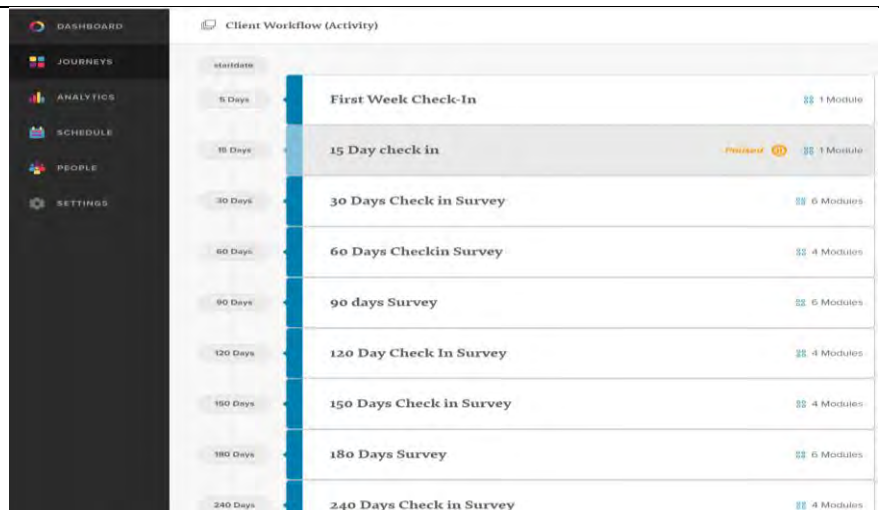 DASHBOARD
Client Workflow (Activity)
JOURNEYS
startdate
ANALYTICS
5 Days
First Week Check-In
1 Module
SCHEDULE
15 Days
15 Day check in
Paused
1 Module
PEOPLE
SETTINGS
30 Days
30 Days Check in Survey
6 Modules
60 Days
60 Days Checkin Survey
4 Modules
90 Days
90 days Survey
6 Modules
120 Days
120 Day Check In Survey
4 Modules
150 Days
150 Days Check in Survey
4 Modules
180 Days
180 Days Survey
6 Modules
240 Days
240 Days Check in Survey
4 Modules